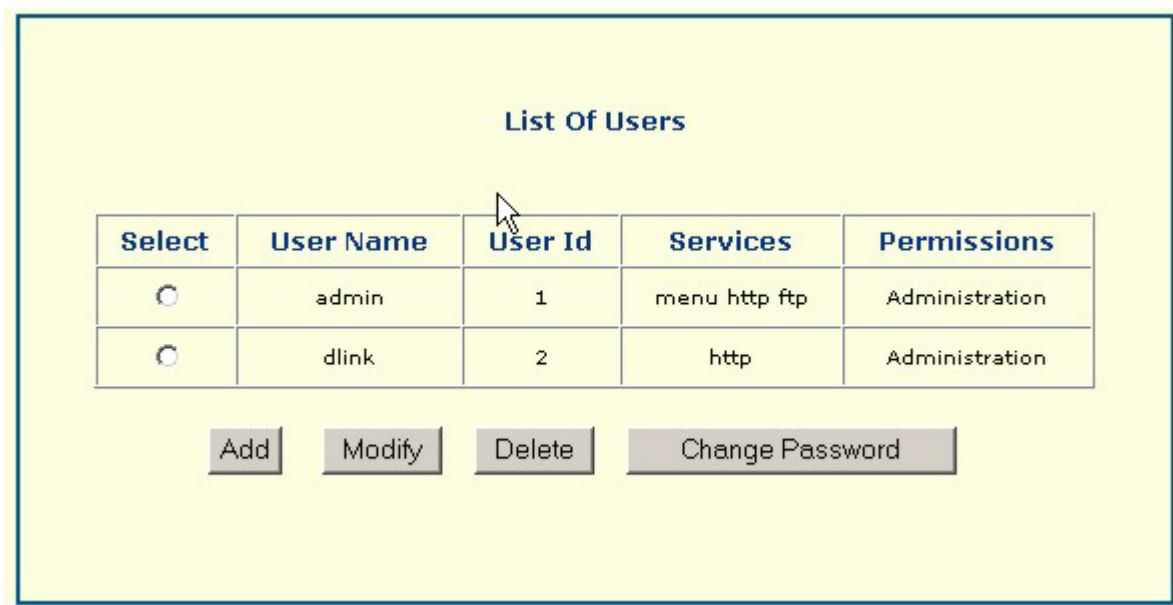 List Of Users
Select User Name User Id Services Permissions
admin 1 menu http ftp Administration
dlink 2 http Administration
Add Modify Delete Change Password